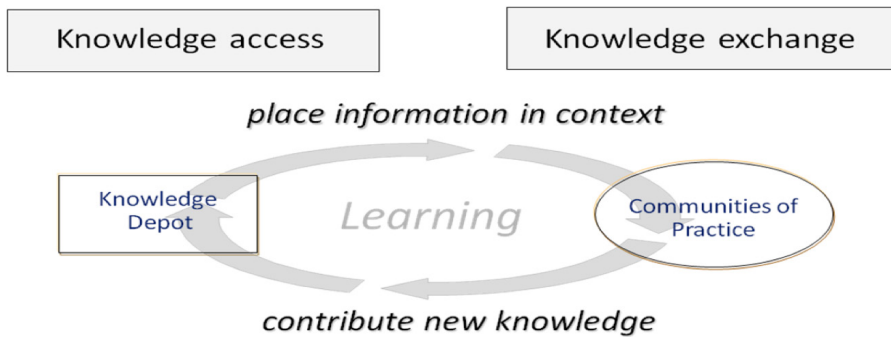 Knowledge access
Knowledge exchange
place information in context
Knowledge
Depot
Learning
Communities of
Practice
contribute new knowledge